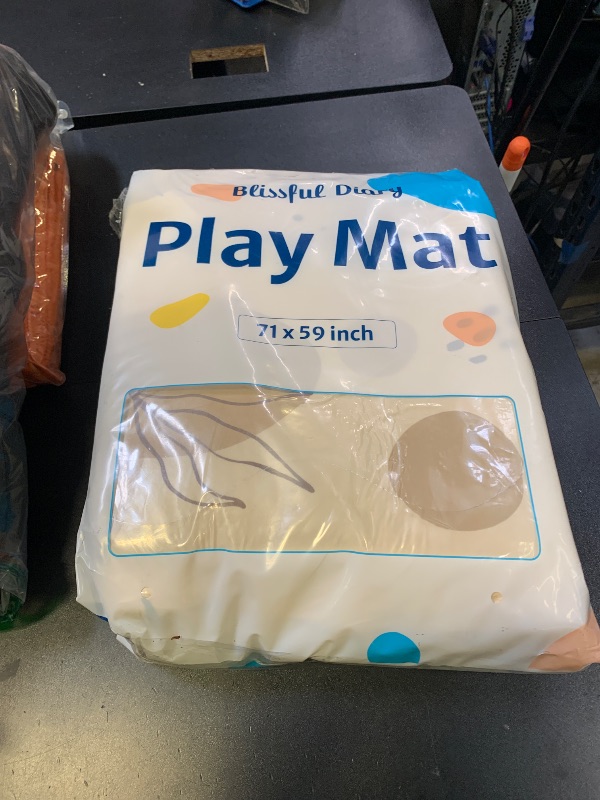 Blissful Diary
Play Mat
71 x 59 inch